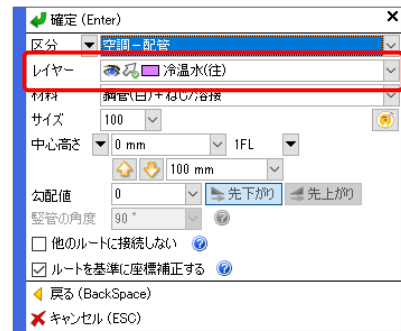 確定 (Enter)
区分 空調－配管
レイヤー 冷温水(往)
材料 鋼管(白)+ねじ/溶接
サイズ 100
中心高さ 0 mm 1FL
100 mm
勾配値 0 先下がり 先上がり
竪管の角度 90 °
他のルートに接続しない
ルートを基準に座標補正する
戻る (BackSpace)
キャンセル (ESC)